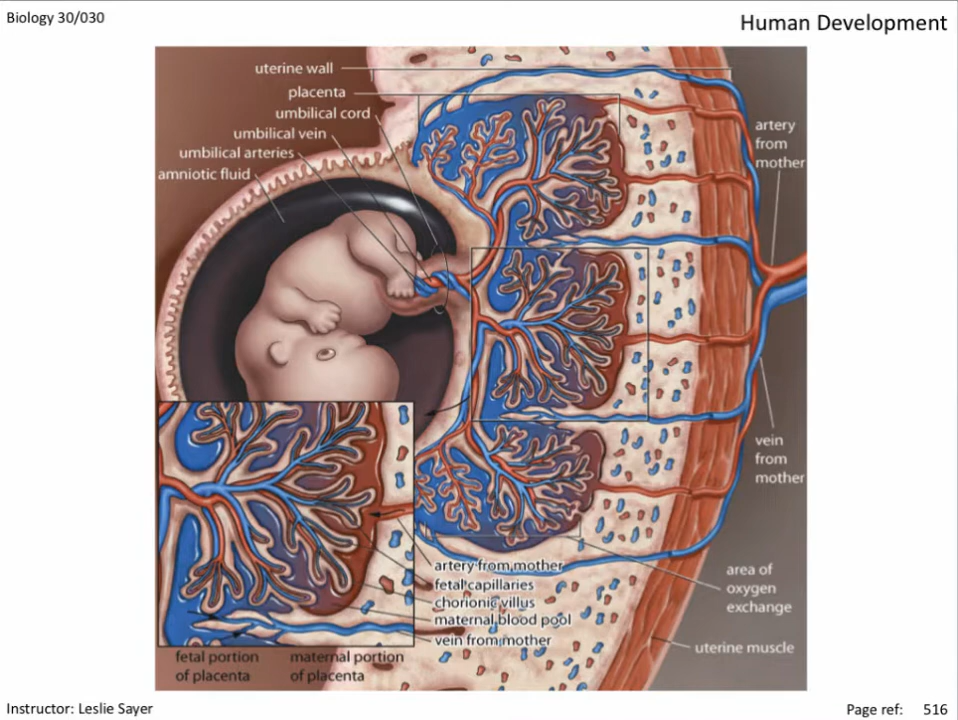 Biology 30/030
Human Development
uterine wall
placenta
umbilical cord
umbilical vein
umbilical arteries
amniotic fluid
artery
from
mother
vein
from
mother
artery from mother
fetal capillaries
chorionic villus
maternal blood pool
vein from mother
area of
oxygen
exchange
uterine muscle
fetal portion
of placenta
maternal portion
of placenta
Instructor: Leslie Sayer
Page ref: 516